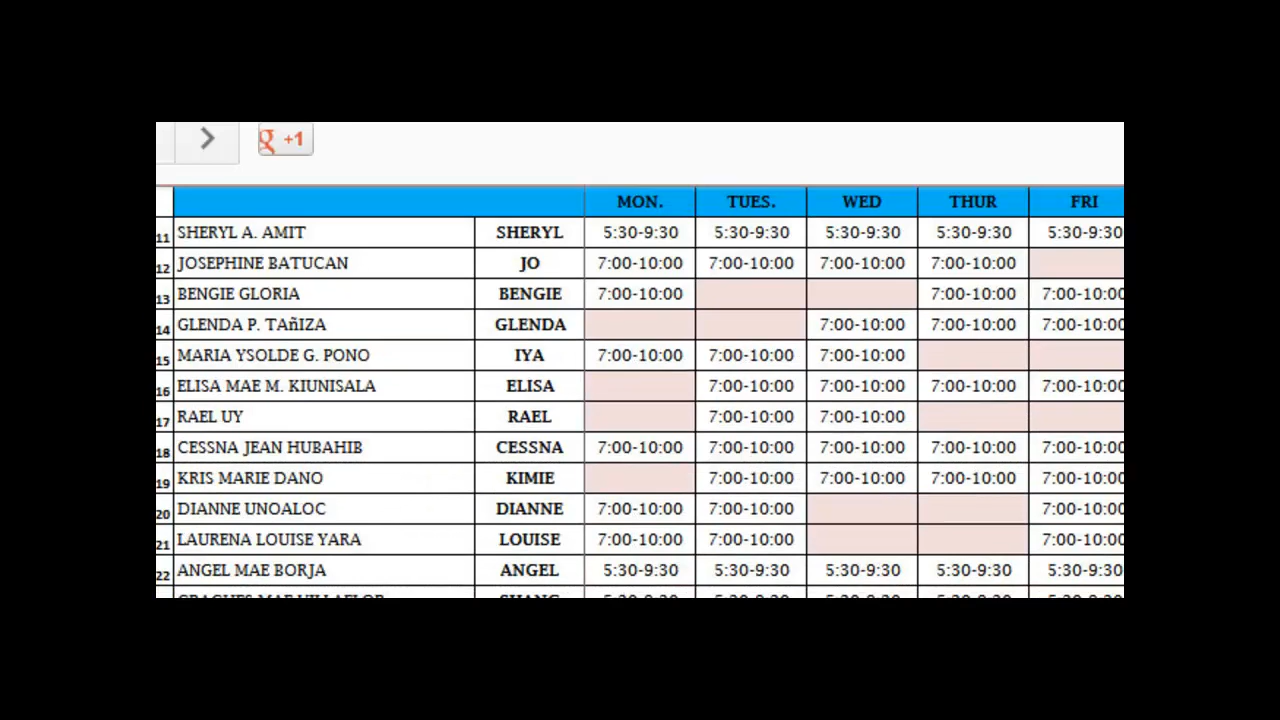 g +1
MON. TUES. WED THUR FRI
11 SHERYL A. AMIT SHERYL 5:30-9:30 5:30-9:30 5:30-9:30 5:30-9:30 5:30-9:30
12 JOSEPHINE BATUCAN JO 7:00-10:00 7:00-10:00 7:00-10:00 7:00-10:00
13 BENGIE GLORIA BENGIE 7:00-10:00 7:00-10:00 7:00-10:00
14 GLENDA P. TAñIZA GLENDA 7:00-10:00 7:00-10:00 7:00-10:00
15 MARIA YSOLDE G. PONO IYA 7:00-10:00 7:00-10:00 7:00-10:00
16 ELISA MAE M. KIUNISALA ELISA 7:00-10:00 7:00-10:00 7:00-10:00 7:00-10:00
17 RAEL UY RAEL 7:00-10:00 7:00-10:00
18 CESSNA JEAN HUBAHIB CESSNA 7:00-10:00 7:00-10:00 7:00-10:00 7:00-10:00 7:00-10:00
19 KRIS MARIE DANO KIMIE 7:00-10:00 7:00-10:00 7:00-10:00 7:00-10:00
20 DIANNE UNOALOC DIANNE 7:00-10:00 7:00-10:00 7:00-10:00
21 LAURENA LOUISE YARA LOUISE 7:00-10:00 7:00-10:00 7:00-10:00
22 ANGEL MAE BORJA ANGEL 5:30-9:30 5:30-9:30 5:30-9:30 5:30-9:30 5:30-9:30